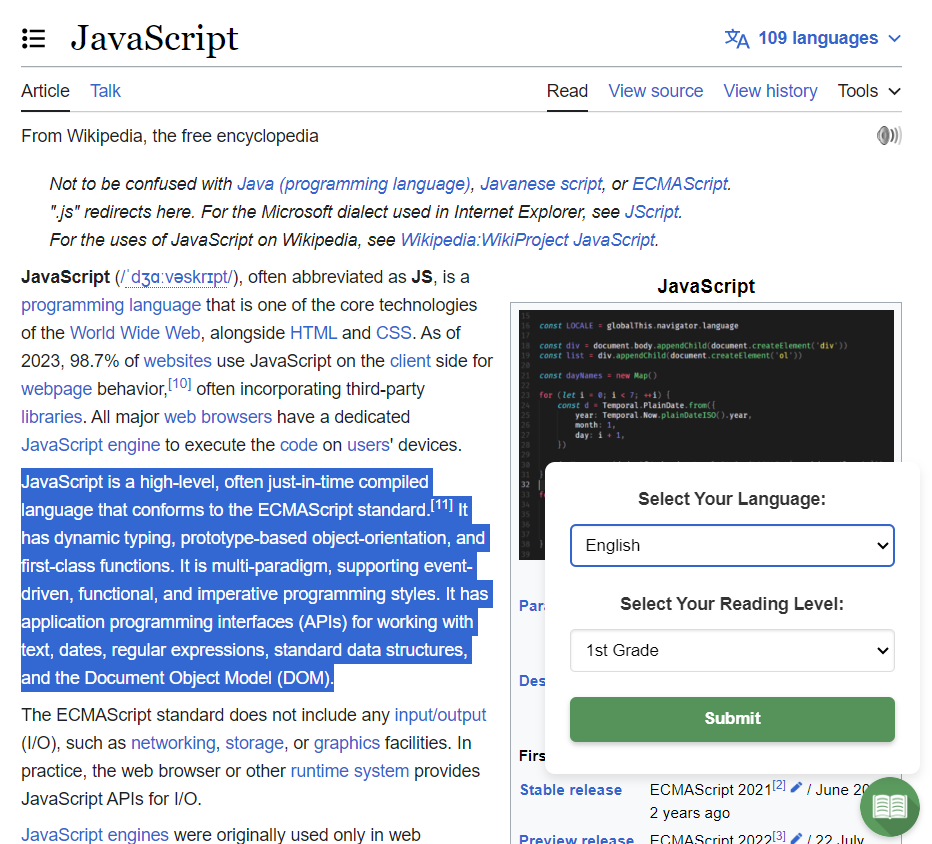 JavaScript
109 languages
Article Talk
Read View source View history Tools
From Wikipedia, the free encyclopedia
Not to be confused with Java (programming language), Javanese script, or ECMAScript.
".js" redirects here. For the Microsoft dialect used in Internet Explorer, see JScript.
For the uses of JavaScript on Wikipedia, see Wikipedia:WikiProject JavaScript.
JavaScript (/ˈdʒɑːvəskrɪpt/), often abbreviated as JS, is a
programming language that is one of the core technologies
of the World Wide Web, alongside HTML and CSS. As of
2023, 98.7% of websites use JavaScript on the client side for
webpage behavior,[10] often incorporating third-party
libraries. All major web browsers have a dedicated
JavaScript engine to execute the code on users' devices.
JavaScript is a high-level, often just-in-time compiled
language that conforms to the ECMAScript standard.[11] It
has dynamic typing, prototype-based object-orientation, and
first-class functions. It is multi-paradigm, supporting event-
driven, functional, and imperative programming styles. It has
application programming interfaces (APIs) for working with
text, dates, regular expressions, standard data structures,
and the Document Object Model (DOM).
The ECMAScript standard does not include any input/output
(I/O), such as networking, storage, or graphics facilities. In
practice, the web browser or other runtime system provides
JavaScript APIs for I/O.
JavaScript engines were originally used only in web
JavaScript
const LOCALE = globalThis.navigator.language
const div = document.body.appendChild(document.createElement('div'))
const list = div.appendChild(document.createElement('ol'))
const dayNames = new Map()
for (let i = 0; i < 7; ++i) {
const d = Temporal.PlainDate.from({
year: Temporal.Now.plainDateISO().year,
month: 1,
day: i + 1,
})
Select Your Language:
English
Select Your Reading Level:
1st Grade
Submit
Para
Des
Firs
Stable release ECMAScript 2021[2] / June 20
2 years ago
Preview release ECMAScript 2022[3] / 22 July